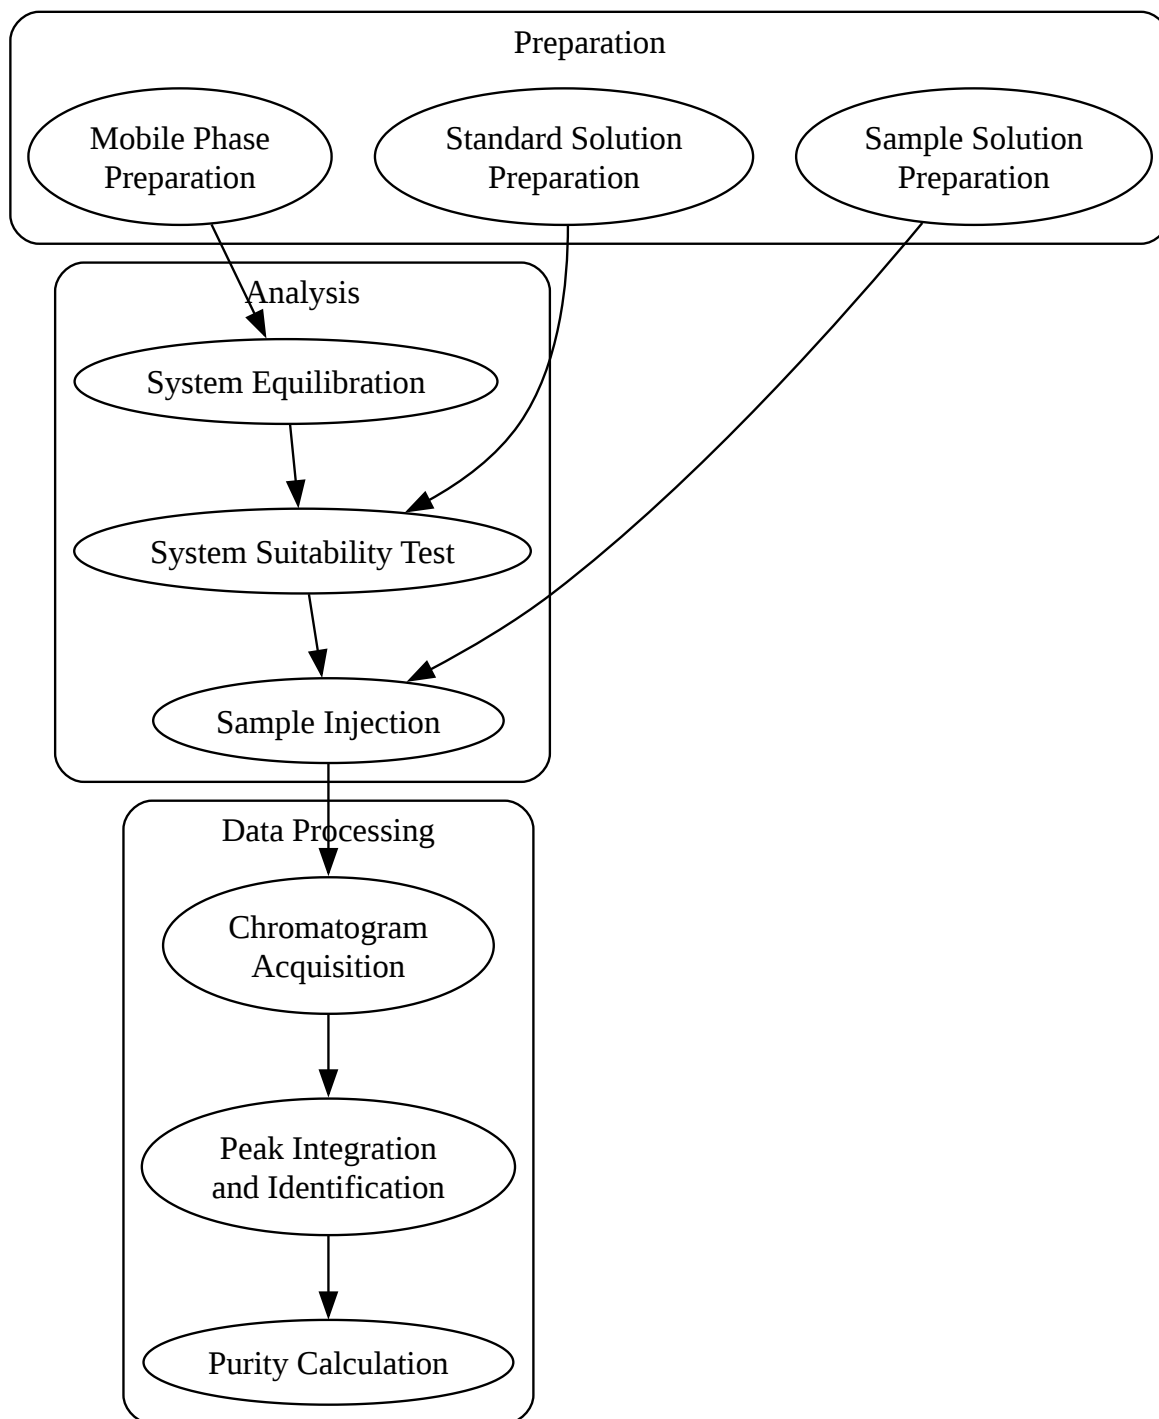 Preparation
Mobile Phase
Preparation
Standard Solution
Preparation
Sample Solution
Preparation
Analysis
System Equilibration
System Suitability Test
Sample Injection
Data Processing
Chromatogram
Acquisition
Peak Integration
and Identification
Purity Calculation